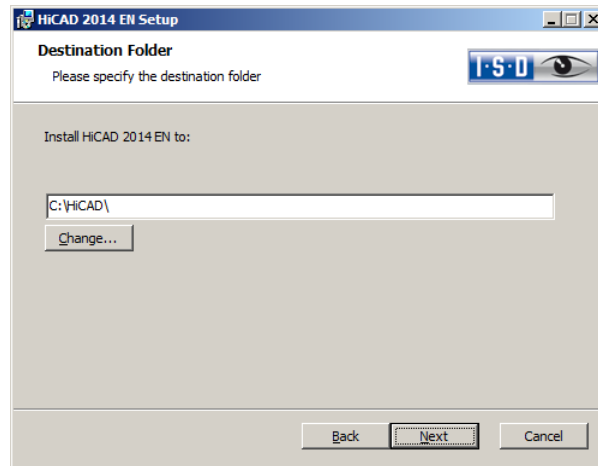 HiCAD 2014 EN Setup
Destination Folder
Please specify the destination folder
I·S·D
Install HiCAD 2014 EN to:
C:\HiCAD\
Change...
Back
Next
Cancel